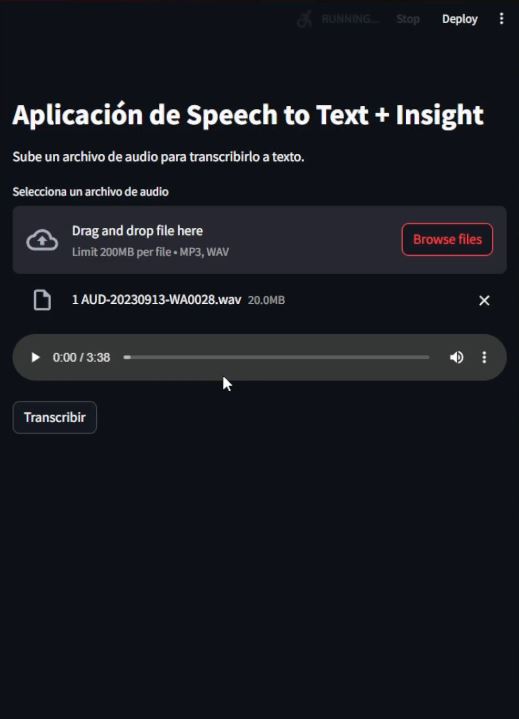 RUNNING... Stop Deploy
Aplicación de Speech to Text + Insight
Sube un archivo de audio para transcribirlo a texto.
Selecciona un archivo de audio
Drag and drop file here
Limit 200MB per file • MP3, WAV
Browse files
1 AUD-20230913-WA0028.wav 20.0MB
0:00 / 3:38
Transcribir